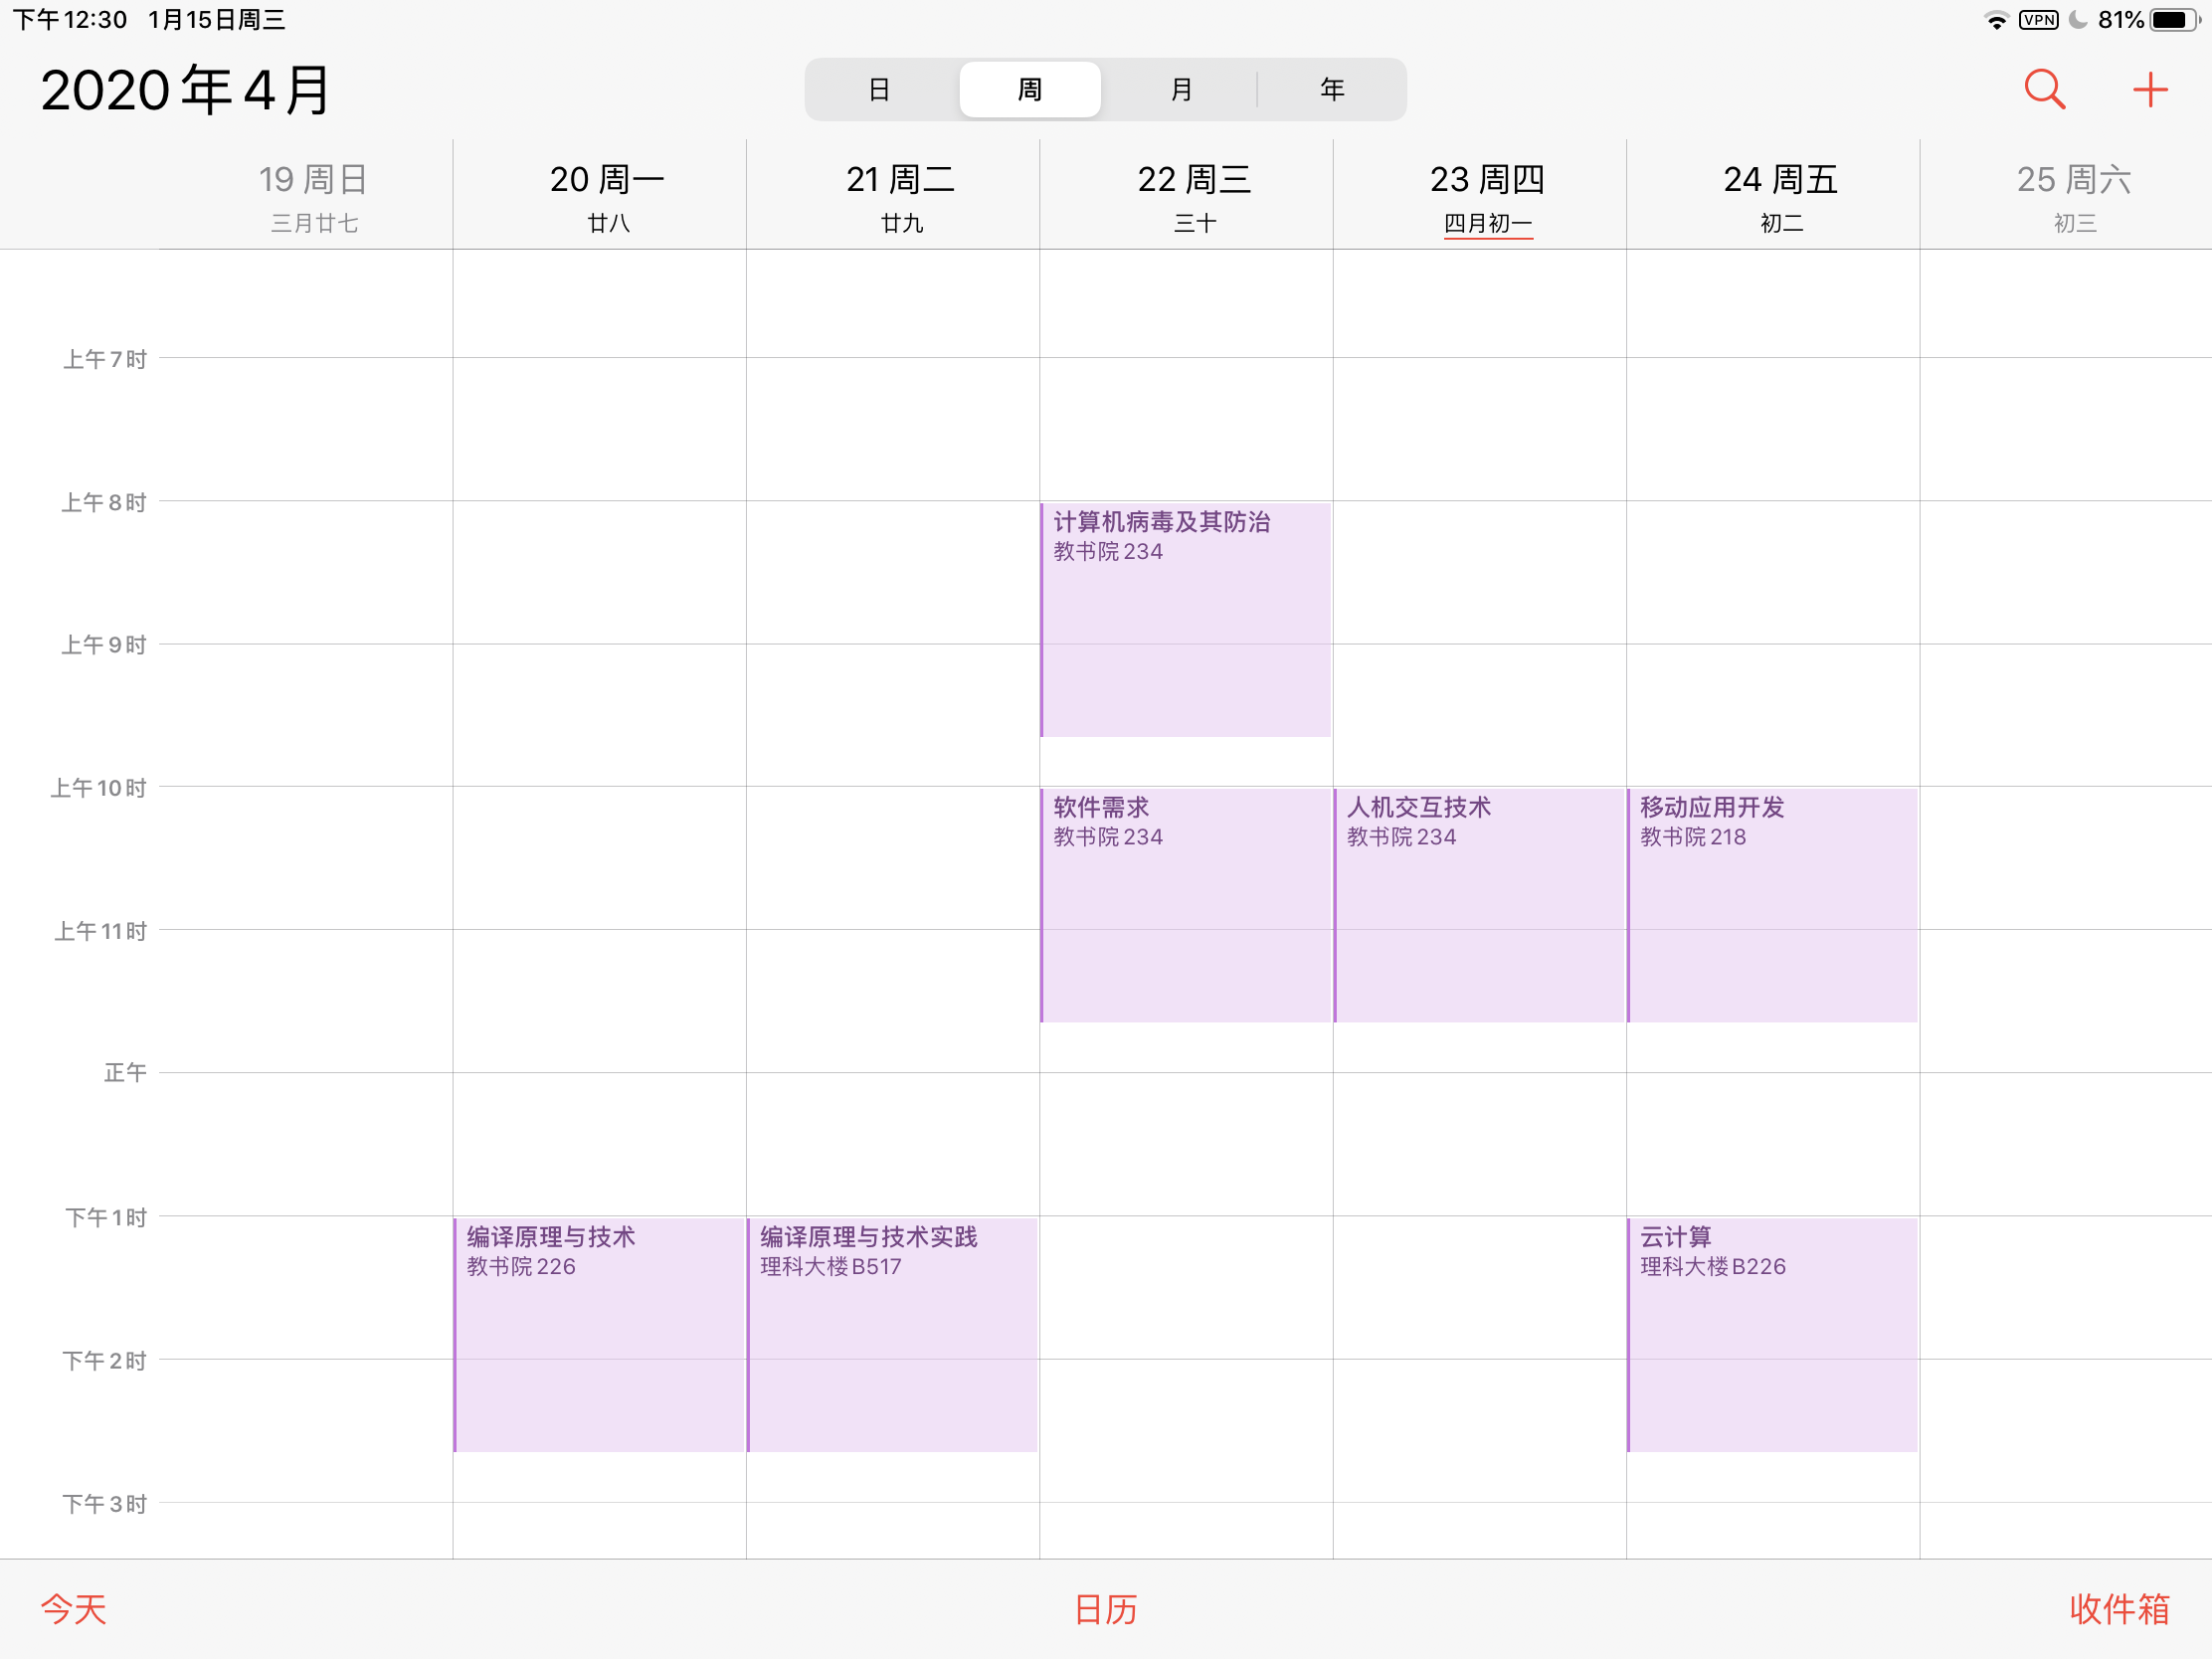 下午12:30 1月15日周三
VPN 81%
2020年4月
日 周 月 年
19 周日 20 周一 21 周二 22 周三 23 周四 24 周五 25 周六
三月廿七 廿八 廿九 三十 四月初一 初二 初三
上午7时
上午8时
计算机病毒及其防治
教书院234
上午9时
上午10时
软件需求 人机交互技术 移动应用开发
教书院234 教书院234 教书院218
上午11时
正午
下午1时
编译原理与技术 编译原理与技术实践 云计算
教书院226 理科大楼B517 理科大楼B226
下午2时
下午3时
今天 日历 收件箱